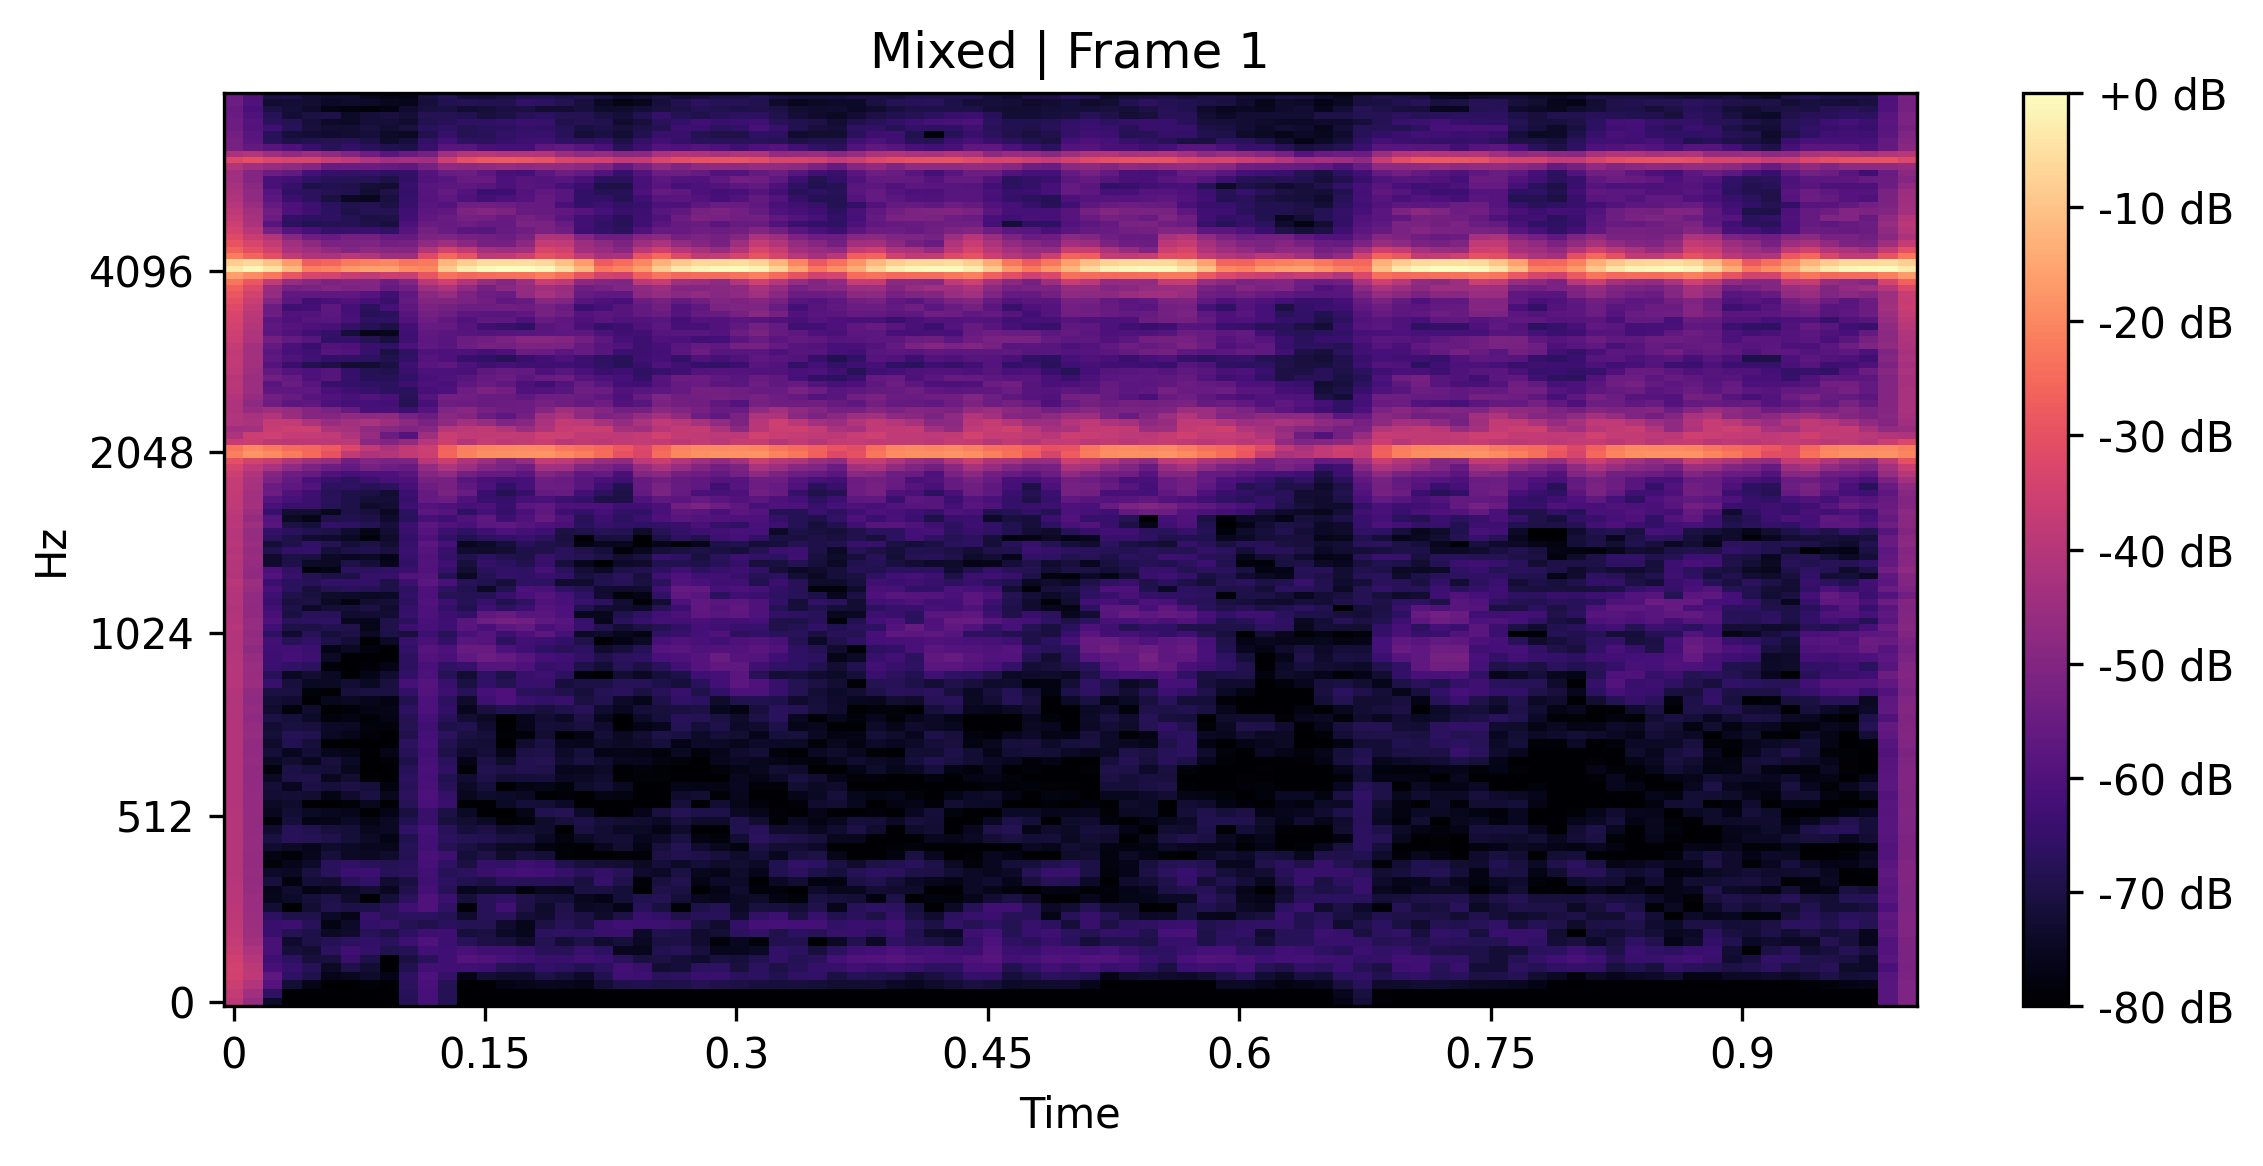 Mixed | Frame 1
Hz
4096
2048
1024
512
0
0 0.15 0.3 0.45 0.6 0.75 0.9
Time
+0 dB
-10 dB
-20 dB
-30 dB
-40 dB
-50 dB
-60 dB
-70 dB
-80 dB